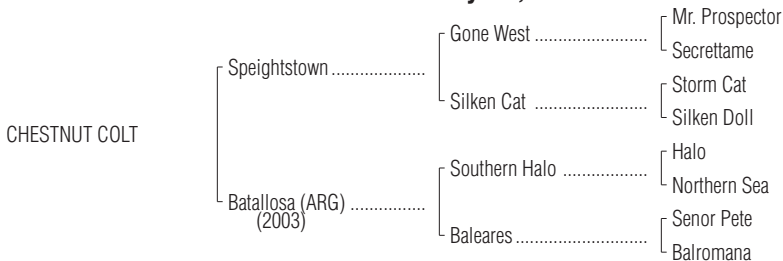 Mr. Prospector
Gone West
Secrettame
Speightstown
Storm Cat
Silken Cat
Silken Doll
CHESTNUT COLT
Halo
Southern Halo
Northern Sea
Batallosa (ARG)
(2003)
Senor Pete
Baleares
Balromana